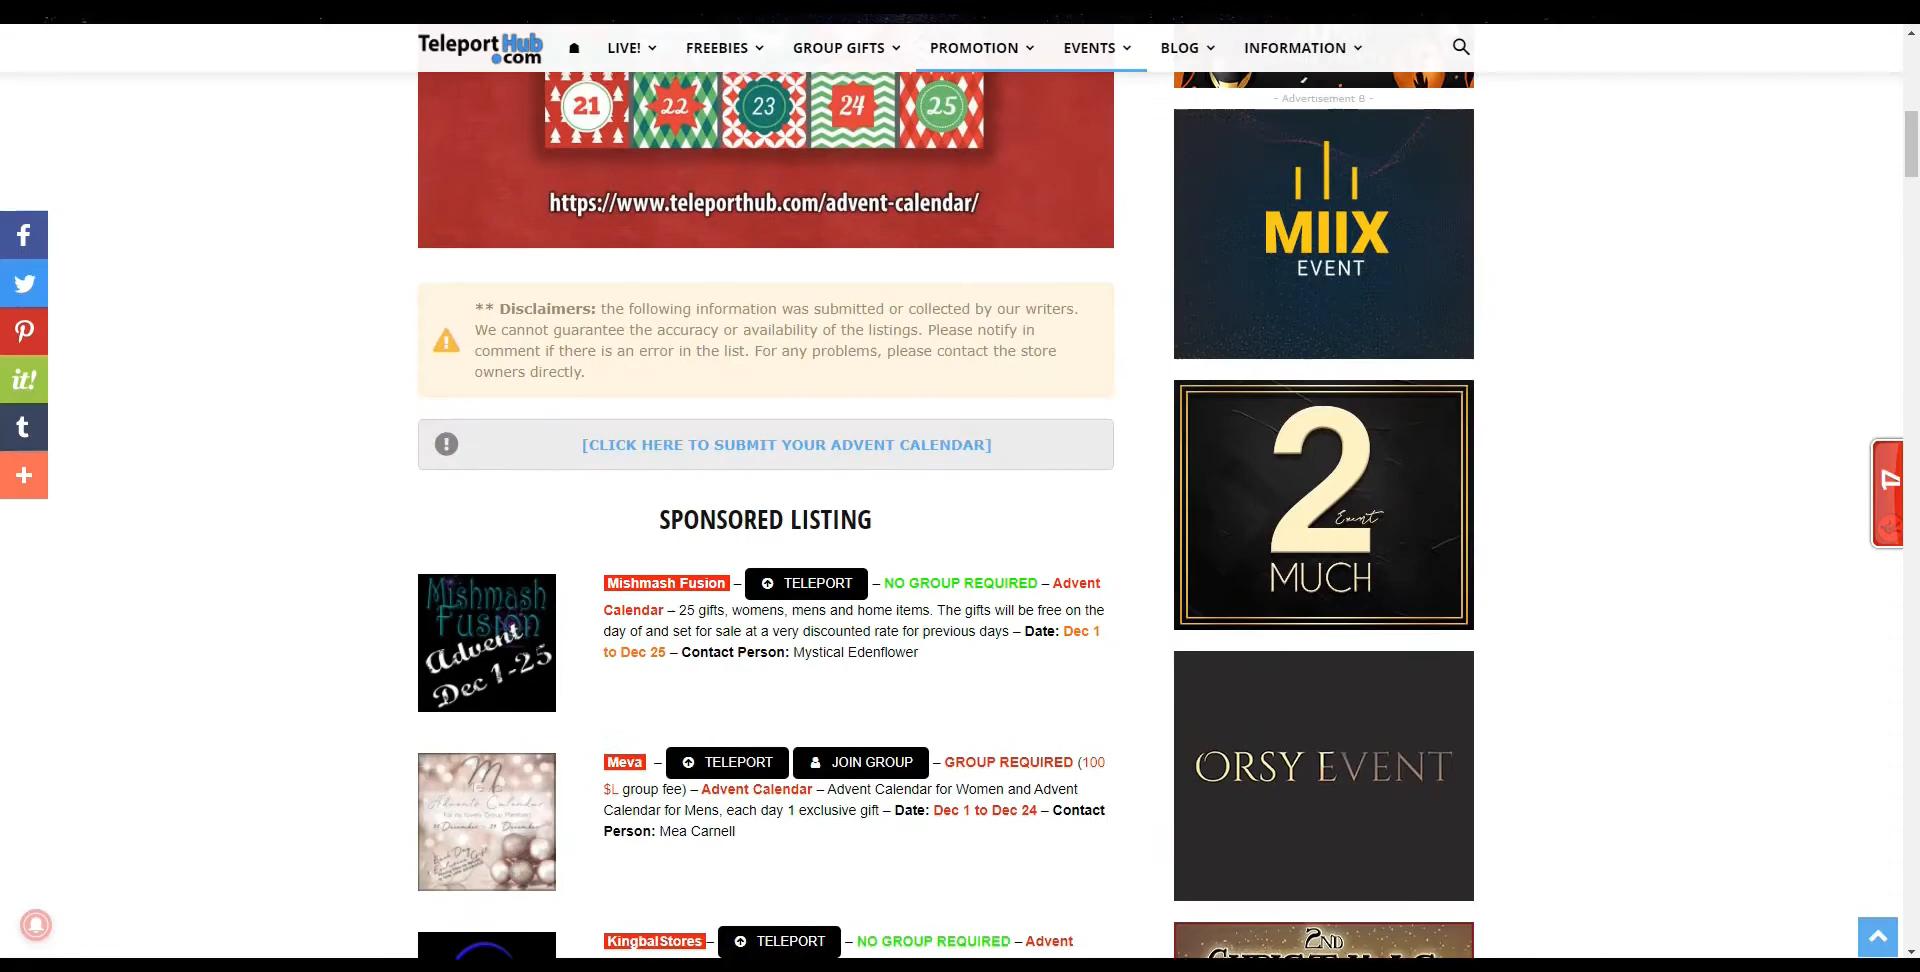 TeleportHub.com
LIVE!
FREEBIES
GROUP GIFTS
PROMOTION
EVENTS
BLOG
INFORMATION
21 22 23 24 25
https://www.teleporthub.com/advent-calendar/
** Disclaimers: the following information was submitted or collected by our writers.
We cannot guarantee the accuracy or availability of the listings. Please notify in
comment if there is an error in the list. For any problems, please contact the store
owners directly.
[CLICK HERE TO SUBMIT YOUR ADVENT CALENDAR]
SPONSORED LISTING
Mishmash
Fusion
Advent
Dec 1-25
Mishmash Fusion – TELEPORT – NO GROUP REQUIRED – Advent
Calendar – 25 gifts, womens, mens and home items. The gifts will be free on the
day of and set for sale at a very discounted rate for previous days – Date: Dec 1
to Dec 25 – Contact Person: Mystical Edenflower
Meva – TELEPORT JOIN GROUP – GROUP REQUIRED (100
$L group fee) – Advent Calendar – Advent Calendar for Women and Advent
Calendar for Mens, each day 1 exclusive gift – Date: Dec 1 to Dec 24 – Contact
Person: Mea Carnell
KingbalStores – TELEPORT – NO GROUP REQUIRED – Advent
- Advertisement B -
MIIX
EVENT
2
Event
MUCH
ORSY EVENT
2ND
it!
17